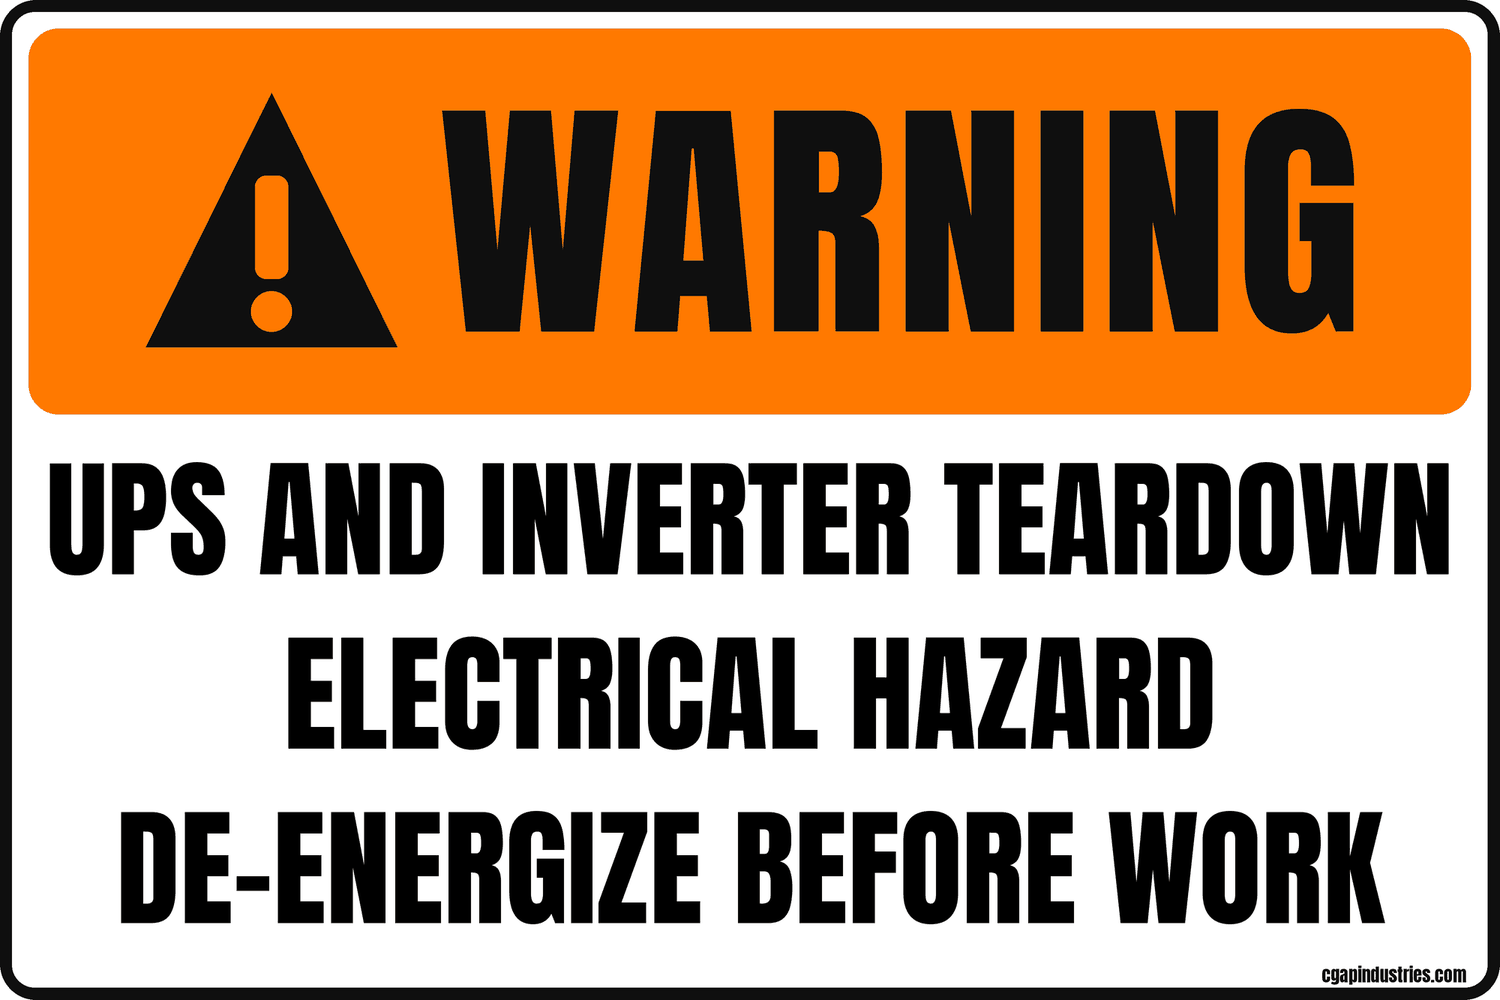 WARNING
UPS AND INVERTER TEARDOWN
ELECTRICAL HAZARD
DE-ENERGIZE BEFORE WORK
cgapindustries.com